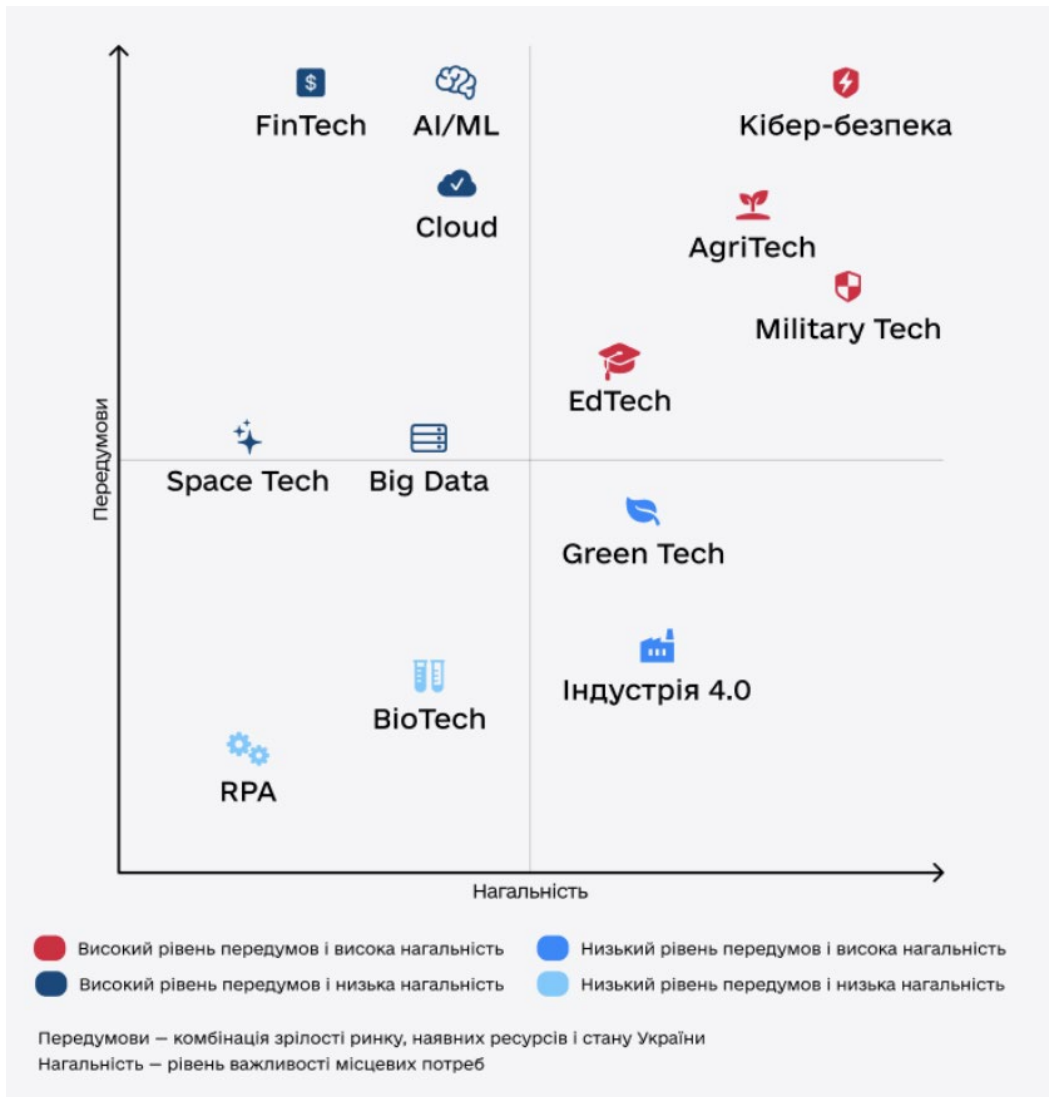 $
FinTech
AI/ML
Кібер-безпека
Cloud
AgriTech
Military Tech
EdTech
Передумови
Space Tech
Big Data
Green Tech
Індустрія 4.0
BioTech
RPA
Нагальність
Високий рівень передумов і висока нагальність
Низький рівень передумов і висока нагальність
Високий рівень передумов і низька нагальність
Низький рівень передумов і низька нагальність
Передумови — комбінація зрілості ринку, наявних ресурсів і стану України
Нагальність — рівень важливості місцевих потреб